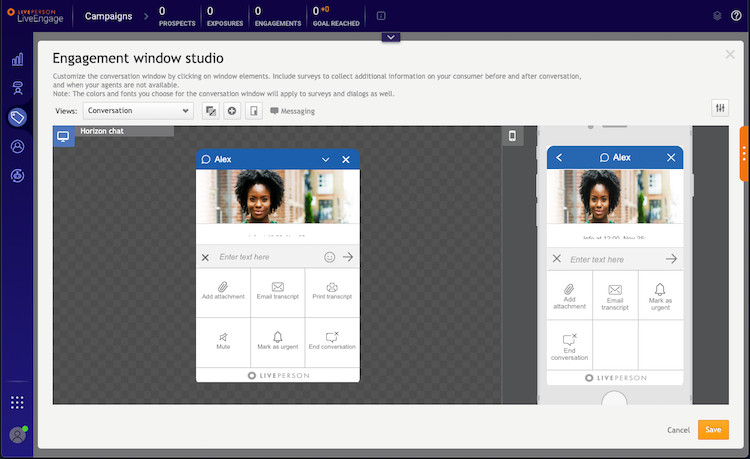 LIVEPERSON
LiveEngage
Campaigns
0
PROSPECTS
0
EXPOSURES
0
ENGAGEMENTS
0 +0
GOAL REACHED
Engagement window studio
Customize the conversation window by clicking on window elements. Include surveys to collect additional information on your consumer before and after conversation,
and when your agents are not available.
Note: The colors and fonts you choose for the conversation window will apply to surveys and dialogs as well.
Views:
Conversation
Messaging
Horizon chat
Alex
Enter text here
Add attachment
Email transcript
Print transcript
Mute
Mark as urgent
End conversation
LIVEPERSON
Alex
Info at 12:00, Nov 25
Enter text here
Add
attachment
Email
transcript
Mark as
urgent
End
conversation
LIVEPERSON
Cancel
Save